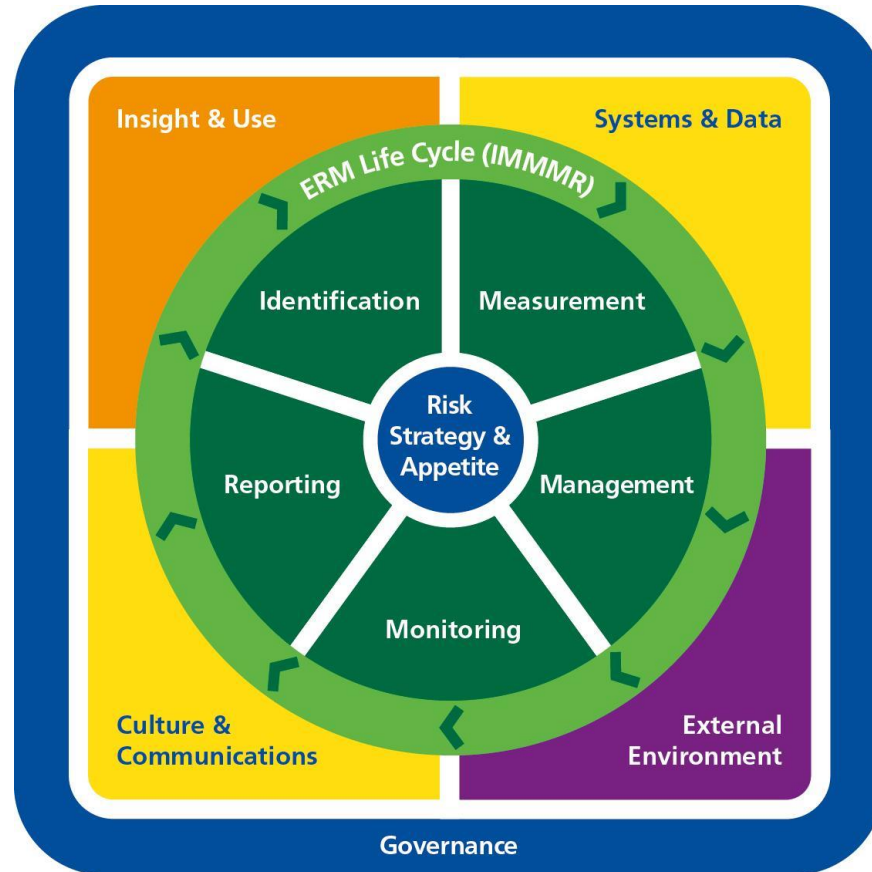 Insight & Use
Systems & Data
ERM Life Cycle (IMMMR)
Identification
Measurement
Risk
Strategy &
Appetite
Reporting
Management
Monitoring
Culture &
Communications
External
Environment
Governance